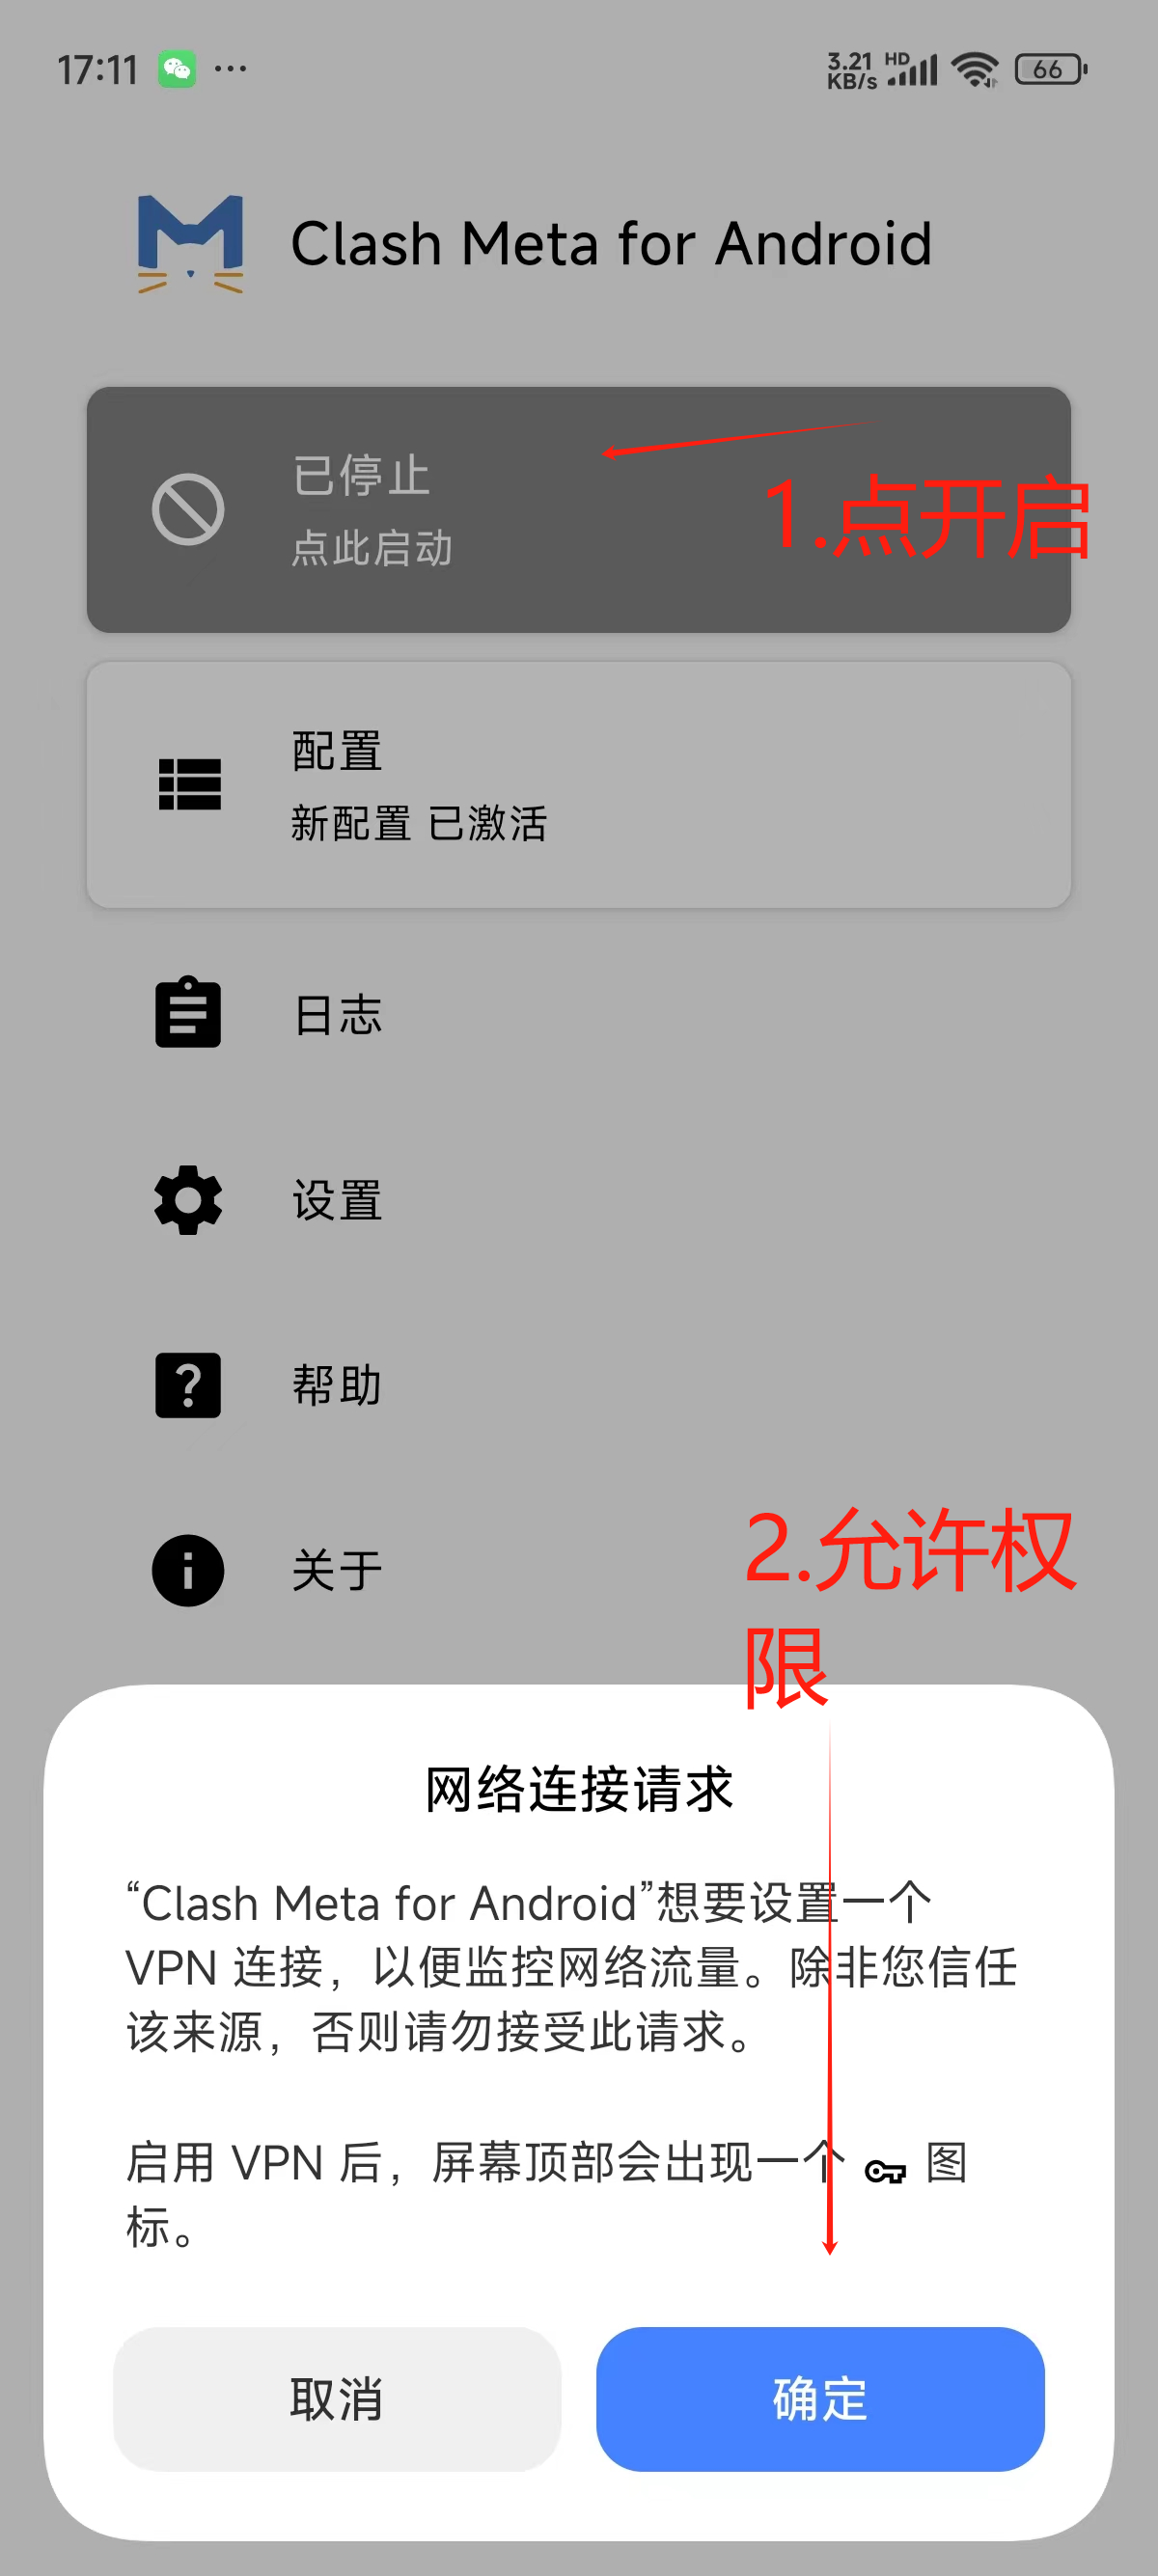 17:11 ... 3.21 KB/s HD 66
Clash Meta for Android
已停止
点此启动
1.点开启
配置
新配置 已激活
日志
设置
帮助
关于
2.允许权
限
网络连接请求
“Clash Meta for Android”想要设置一个
VPN 连接，以便监控网络流量。除非您信任
该来源，否则请勿接受此请求。
启用 VPN 后，屏幕顶部会出现一个 图
标。
取消
确定